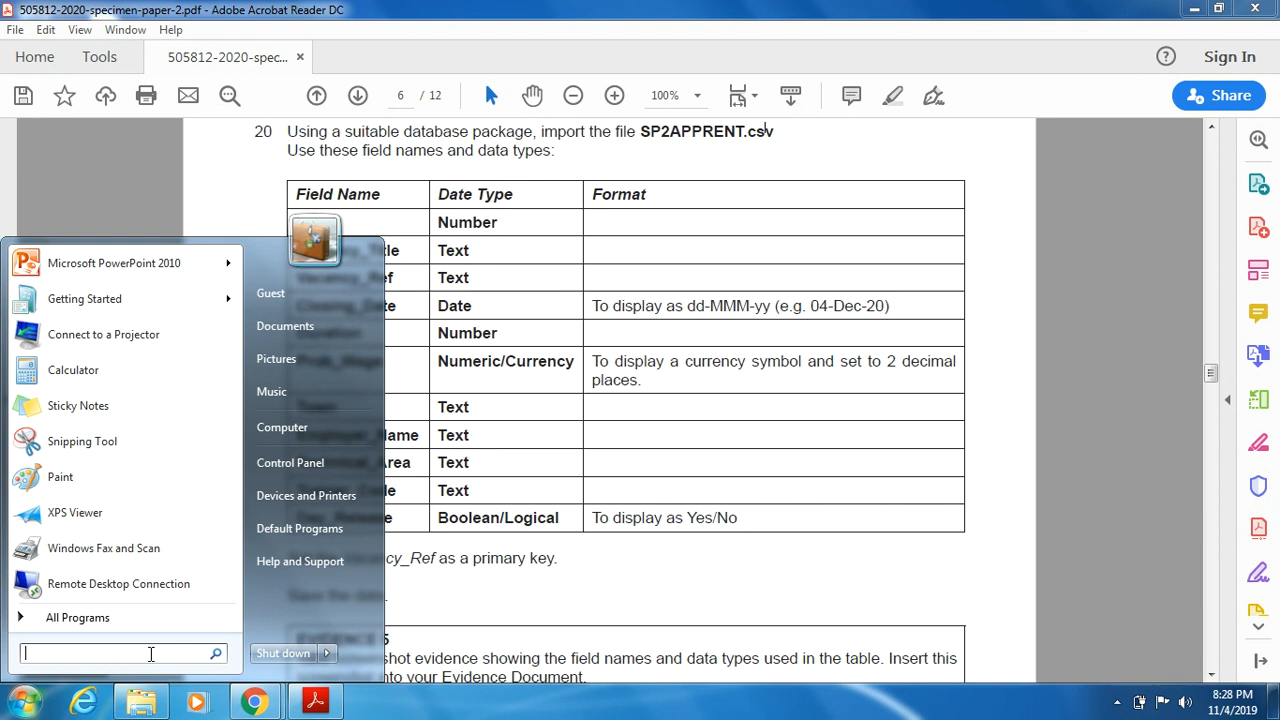 505812-2020-specimen-paper-2.pdf - Adobe Acrobat Reader DC
File Edit View Window Help
Home Tools 505812-2020-spec... × Sign In
6 / 12 100% Share
20 Using a suitable database package, import the file SP2APPRENT.csv
Use these field names and data types:
Field Name Date Type Format
Number
Title Text
Ref Text
Date Date To display as dd-MMM-yy (e.g. 04-Dec-20)
Number
Numeric/Currency To display a currency symbol and set to 2 decimal
places.
Text
Name Text
Area Text
Text
Boolean/Logical To display as Yes/No
Ref as a primary key.
5
shot evidence showing the field names and data types used in the table. Insert this
into your Evidence Document.
Microsoft PowerPoint 2010
Getting Started
Connect to a Projector
Calculator
Sticky Notes
Snipping Tool
Paint
XPS Viewer
Windows Fax and Scan
Remote Desktop Connection
All Programs
Guest
Documents
Pictures
Music
Computer
Control Panel
Devices and Printers
Default Programs
Help and Support
Shut down
8:28 PM
11/4/2019